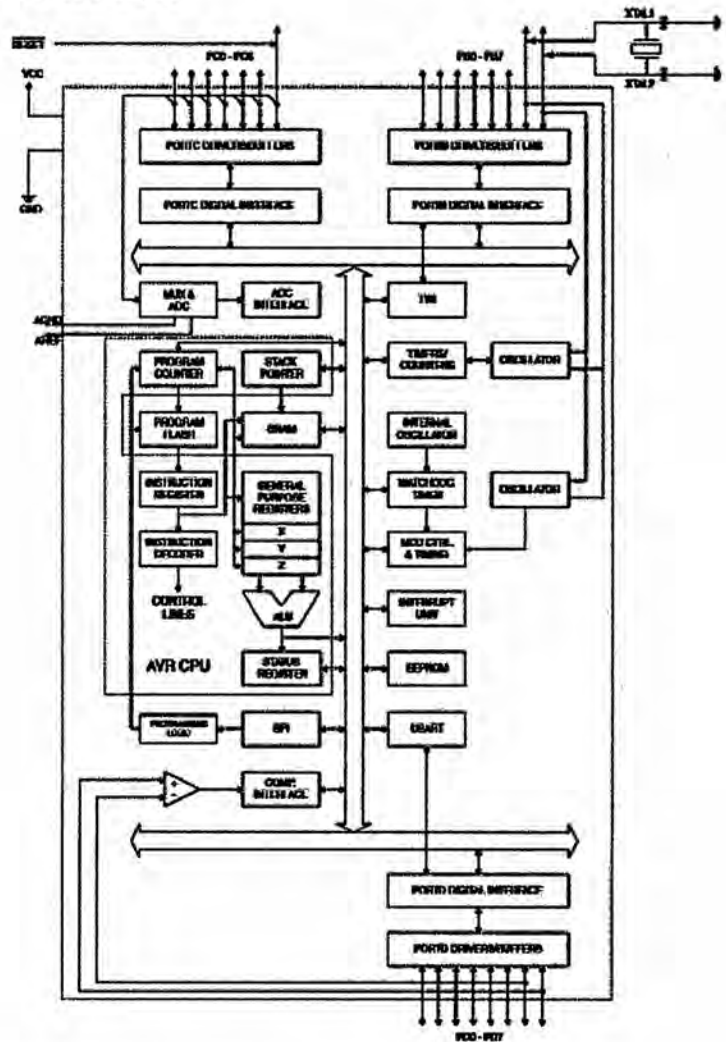 XTAL1
RESET
PC0 - PC6
PB0 - PB7
VCC
XTAL2
PORTC DRIVERS/BUFFERS
PORTB DRIVERS/BUFFERS
GND
PORTC DIGITAL INTERFACE
PORTB DIGITAL INTERFACE
MUX &
ADC
ADC
INTERFACE
TWI
AGND
AREF
PROGRAM
COUNTER
STACK
POINTER
TIMERS/
COUNTERS
OSCILLATOR
PROGRAM
FLASH
SRAM
INTERNAL
OSCILLATOR
INSTRUCTION
REGISTER
GENERAL
PURPOSE
REGISTERS
WATCHDOG
TIMER
OSCILLATOR
X
INSTRUCTION
DECODER
Y
MCU CTRL
& TIMING
Z
CONTROL
LINES
ALU
INTERRUPT
UNIT
AVR CPU
STATUS
REGISTER
EEPROM
PROGRAMMING
LOGIC
SPI
USART
+
-
COMP.
INTERFACE
PORTD DIGITAL INTERFACE
PORTD DRIVERS/BUFFERS
PD0 - PD7